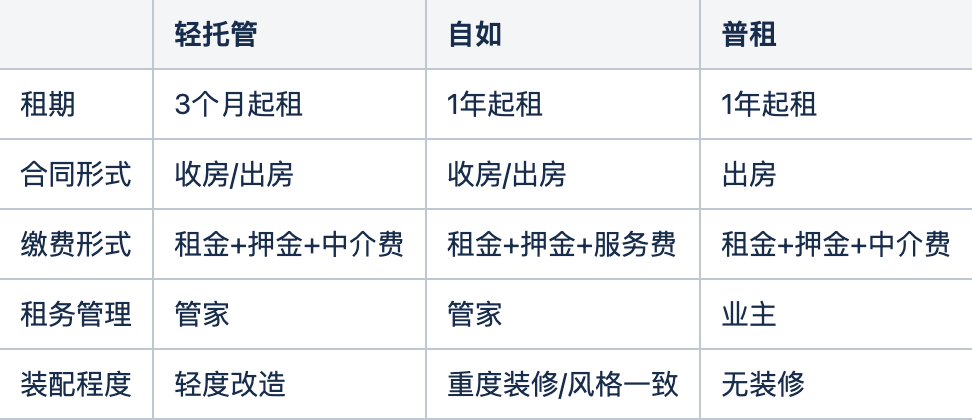 轻托管 自如 普租
租期 3个月起租 1年起租 1年起租
合同形式 收房/出房 收房/出房 出房
缴费形式 租金+押金+中介费 租金+押金+服务费 租金+押金+中介费
租务管理 管家 管家 业主
装配程度 轻度改造 重度装修/风格一致 无装修